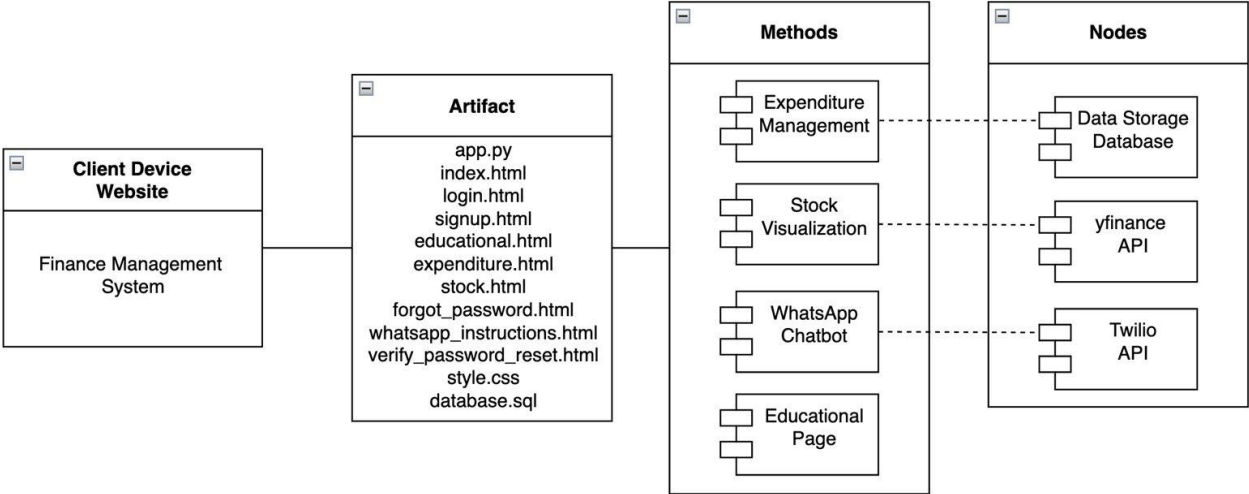 Client Device
Website
Finance Management
System
Artifact
app.py
index.html
login.html
signup.html
educational.html
expenditure.html
stock.html
forgot_password.html
whatsapp_instructions.html
verify_password_reset.html
style.css
database.sql
Methods
Expenditure
Management
Stock
Visualization
WhatsApp
Chatbot
Educational
Page
Nodes
Data Storage
Database
yfinance
API
Twilio
API